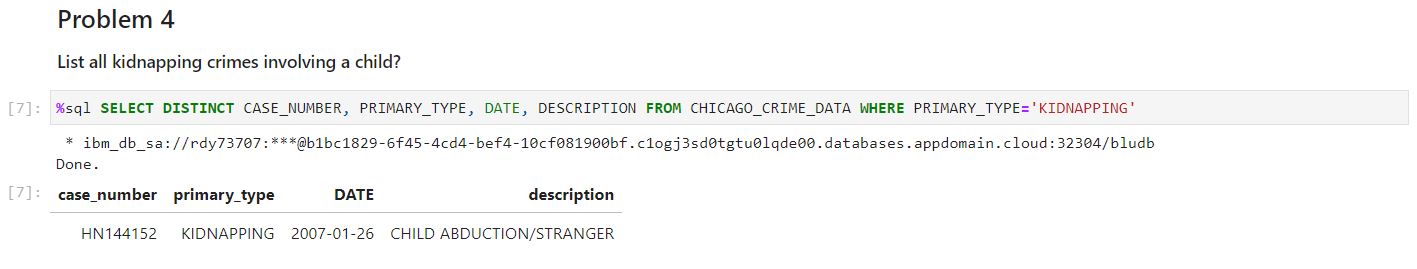 Problem 4
List all kidnapping crimes involving a child?
[7]: %sql SELECT DISTINCT CASE_NUMBER, PRIMARY_TYPE, DATE, DESCRIPTION FROM CHICAGO_CRIME_DATA WHERE PRIMARY_TYPE='KIDNAPPING'
* ibm_db_sa://rdy73707:***@b1bc1829-6f45-4cd4-bef4-10cf081900bf.c1ogj3sd0tgtu0lqde00.databases.appdomain.cloud:32304/bludb
Done.
[7]: case_number primary_type DATE description
HN144152 KIDNAPPING 2007-01-26 CHILD ABDUCTION/STRANGER